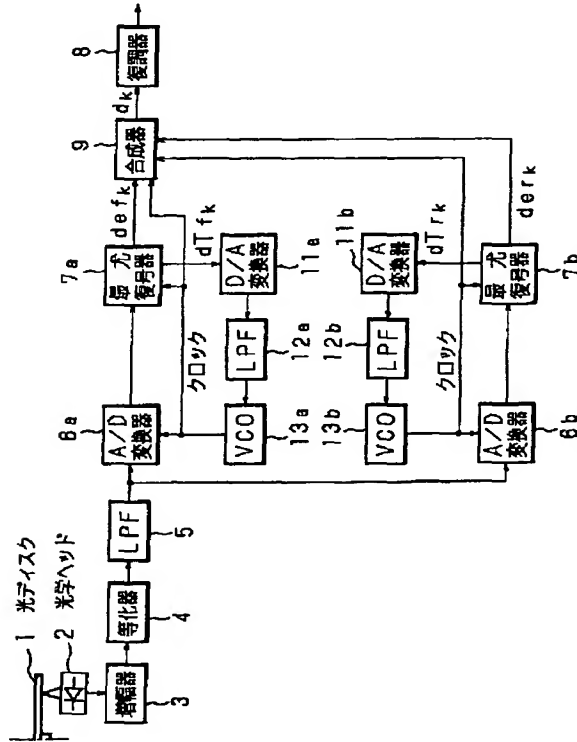 1 光ディスク
2 光学ヘッド
増幅器
3
等化器
4
LPF
5
A/D
変換器
6a
最尤
復号器
7a
defk
dTfk
D/A
変換器
11a
LPF
12a
VCO
13a
クロック
合成器
9
dk
復調器
8
D/A
変換器
11b
LPF
12b
VCO
13b
クロック
A/D
変換器
6b
最尤
復号器
7b
dTrk
derk